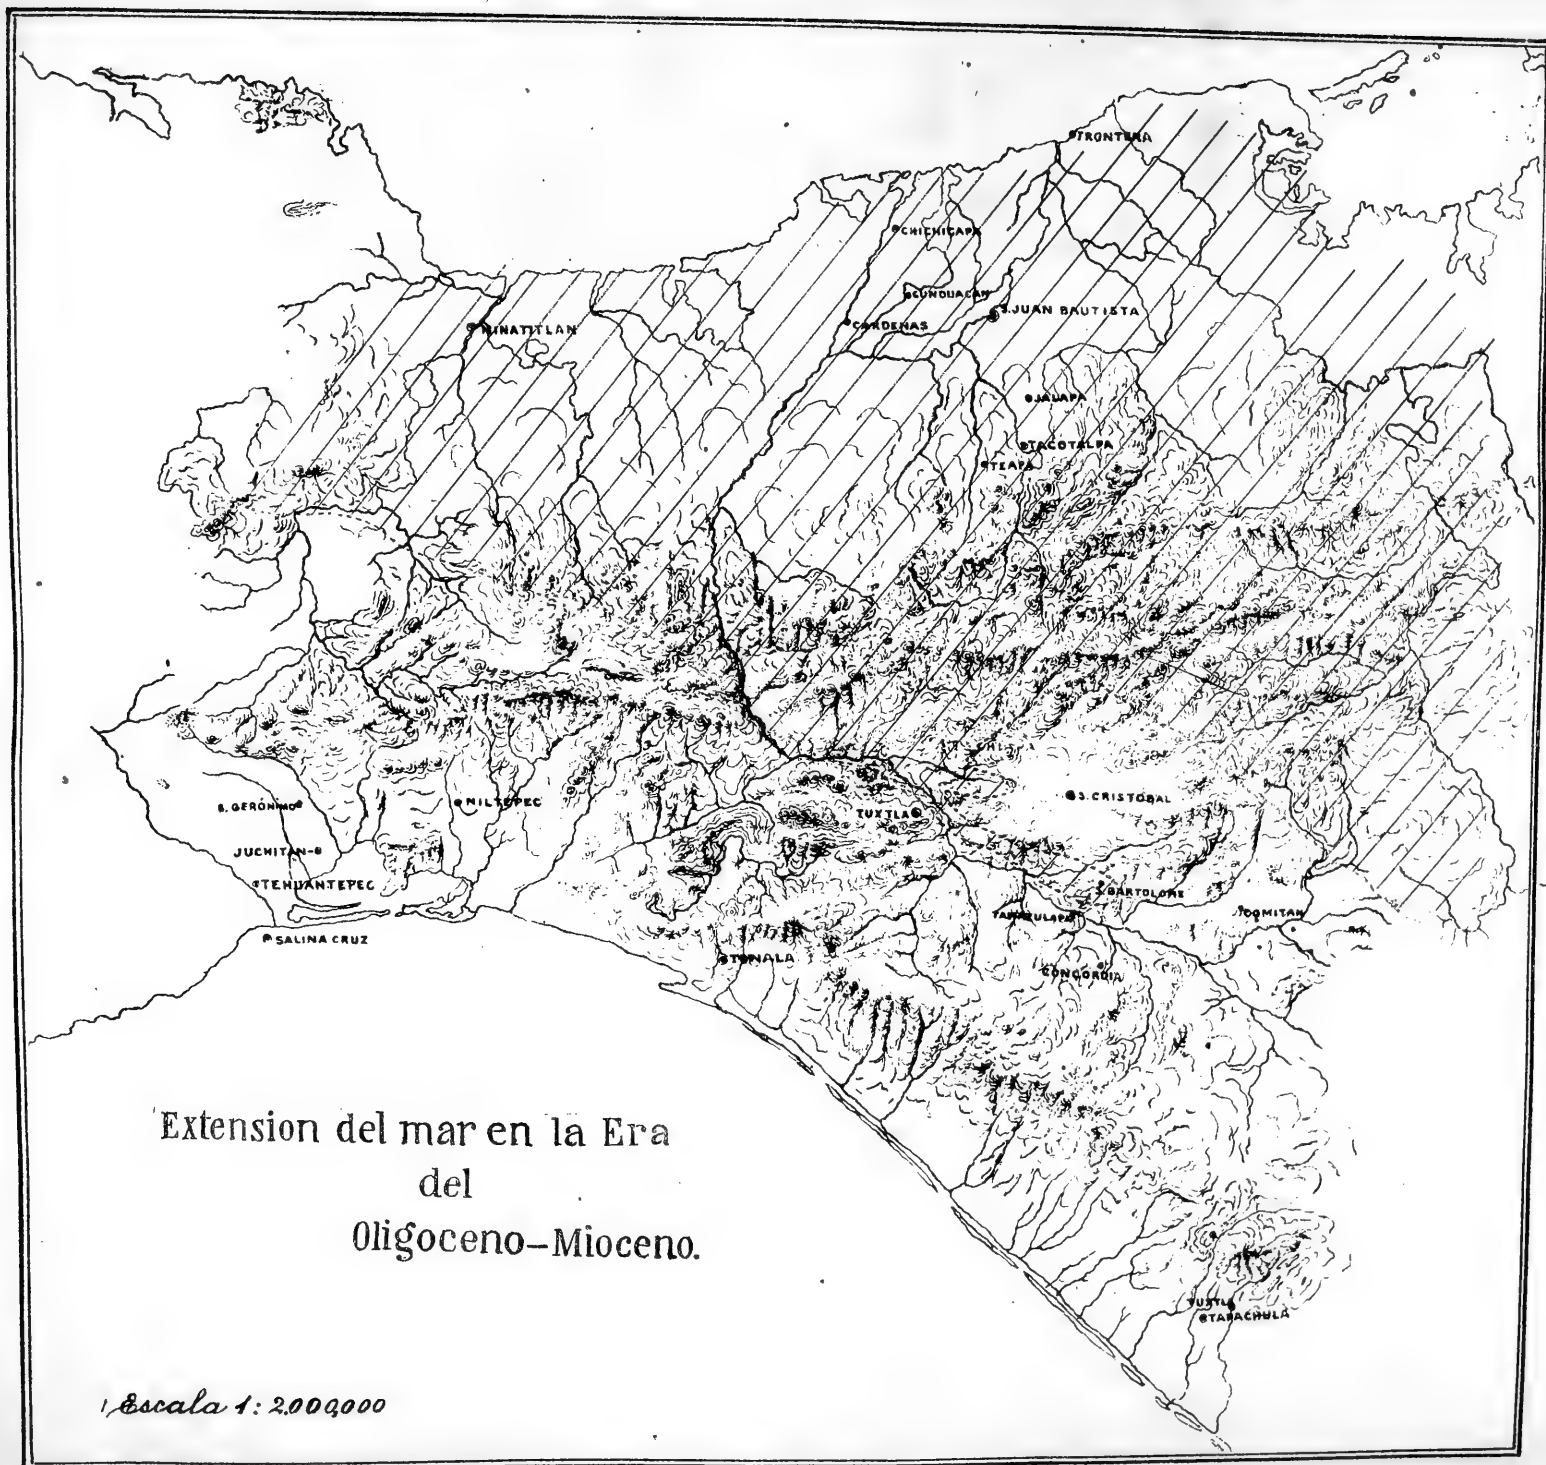 FRONTERA
CHICHICAPA
CUNDUACAN
S. JUAN BAUTISTA
CARDENAS
MINATITLAN
JALAPA
TACOTALPA
TEAPA
S. GERÓNIMO
NILTEPEC
TUXTLA
S. CRISTOBAL
JUCHITAN
TEHUANTEPEC
S. BARTOLOME
COMITAN
SALINA CRUZ
TONALA
CONCORDIA
Extension del mar en la Era
del
Oligoceno-Mioceno.
TUXTLA
TAPACHULA
Escala 1: 2.000,000